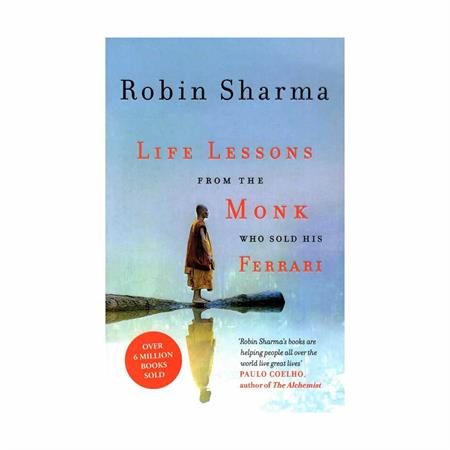 Robin Sharma
LIFE LESSONS
FROM THE
MONK
WHO SOLD HIS
FERRARI
OVER
6 MILLION
BOOKS
SOLD
'Robin Sharma's books are
helping people all over the
world live great lives'
PAULO COELHO,
author of The Alchemist